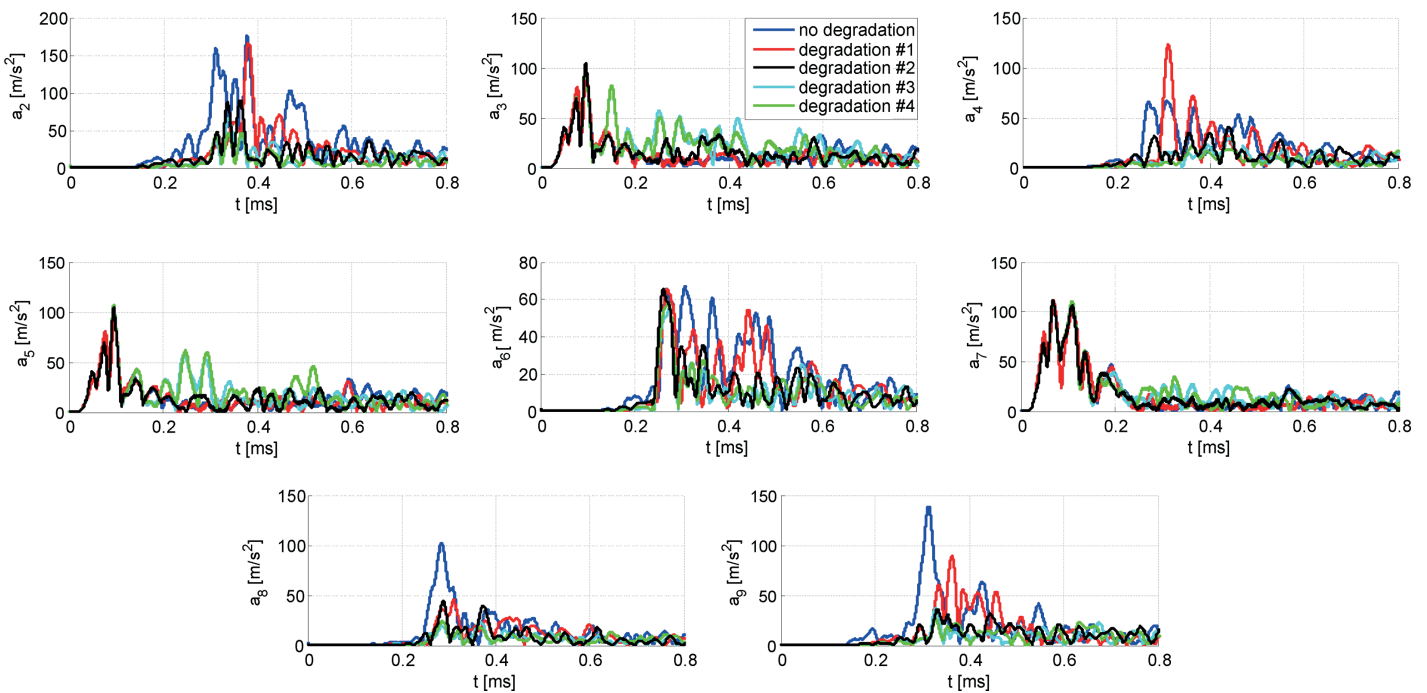 a2 [m/s2]
200
150
100
50
0
0 0.2 0.4 0.6 0.8
t [ms]
a3 [m/s2]
150
100
50
0
0 0.2 0.4 0.6 0.8
t [ms]
no degradation
degradation #1
degradation #2
degradation #3
degradation #4
a4 [m/s2]
150
100
50
0
0 0.2 0.4 0.6 0.8
t [ms]
a5 [m/s2]
150
100
50
0
0 0.2 0.4 0.6 0.8
t [ms]
a6[ m/s2]
80
60
40
20
0
0 0.2 0.4 0.6 0.8
t [ms]
a7 [m/s2]
150
100
50
0
0 0.2 0.4 0.6 0.8
t [ms]
a8 [m/s2]
150
100
50
0
0 0.2 0.4 0.6 0.8
t [ms]
a9 [m/s2]
150
100
50
0
0 0.2 0.4 0.6 0.8
t [ms]